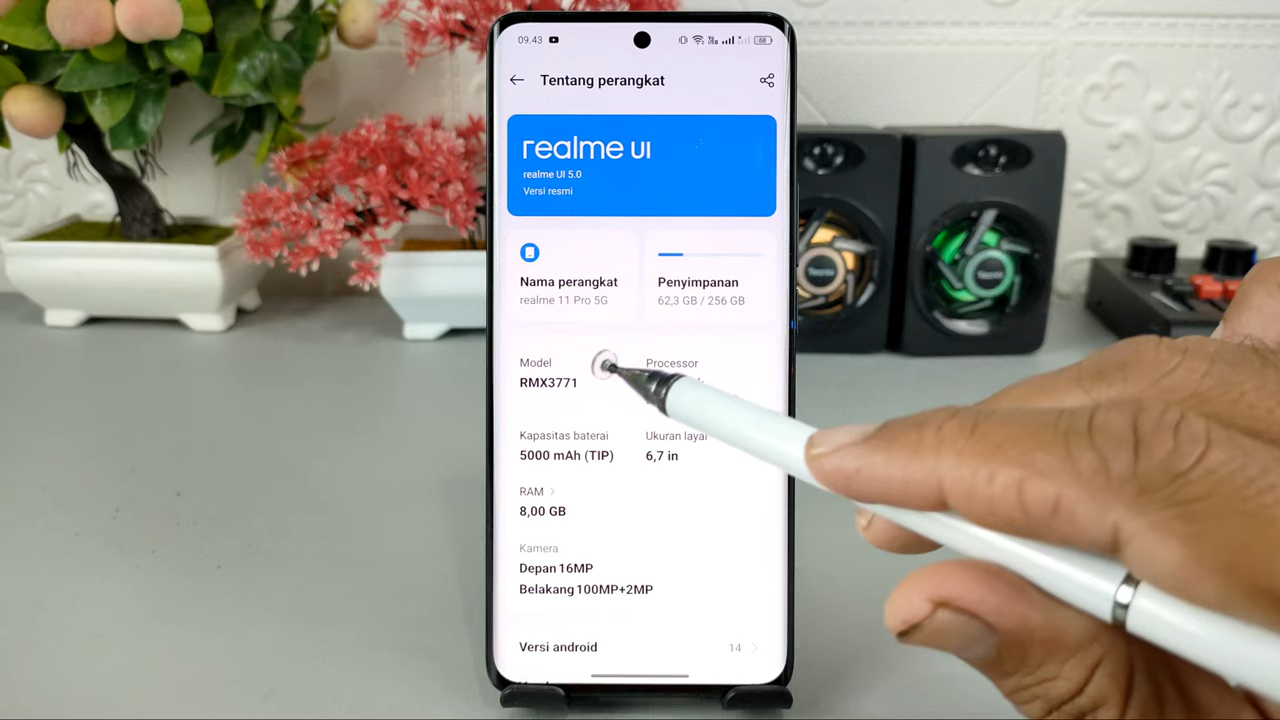 09.43
68
Tentang perangkat
realme UI
realme UI 5.0
Versi resmi
Nama perangkat
realme 11 Pro 5G
Penyimpanan
62,3 GB / 256 GB
Model
RMX3771
Processor
Kapasitas baterai
5000 mAh (TIP)
Ukuran layar
6,7 in
RAM
8,00 GB
Kamera
Depan 16MP
Belakang 100MP+2MP
Versi android
14